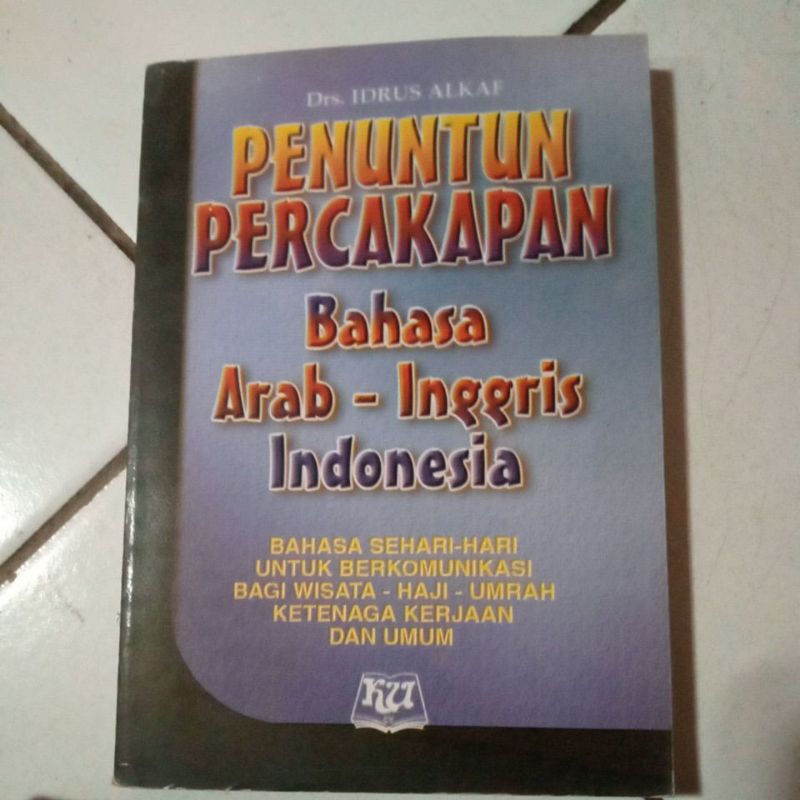 Drs. IDRUS ALKAF
PENUNTUN
PERCAKAPAN
Bahasa
Arab - Inggris
Indonesia
BAHASA SEHARI-HARI
UNTUK BERKOMUNIKASI
BAGI WISATA - HAJI - UMRAH
KETENAGA KERJAAN
DAN UMUM
KU
CV